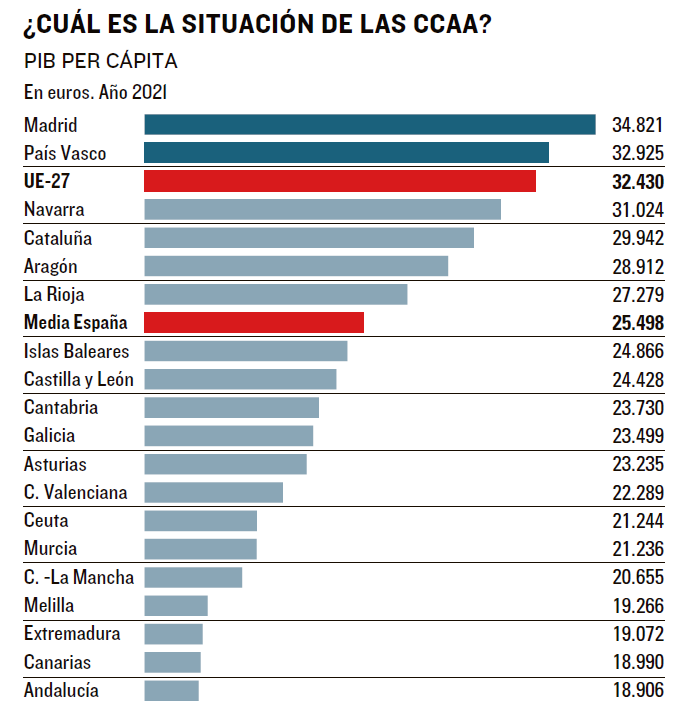 ¿CUÁL ES LA SITUACIÓN DE LAS CCAA?
PIB PER CÁPITA
En euros. Año 2021
Madrid 34.821
País Vasco 32.925
UE-27 32.430
Navarra 31.024
Cataluña 29.942
Aragón 28.912
La Rioja 27.279
Media España 25.498
Islas Baleares 24.866
Castilla y León 24.428
Cantabria 23.730
Galicia 23.499
Asturias 23.235
C. Valenciana 22.289
Ceuta 21.244
Murcia 21.236
C. -La Mancha 20.655
Melilla 19.266
Extremadura 19.072
Canarias 18.990
Andalucía 18.906